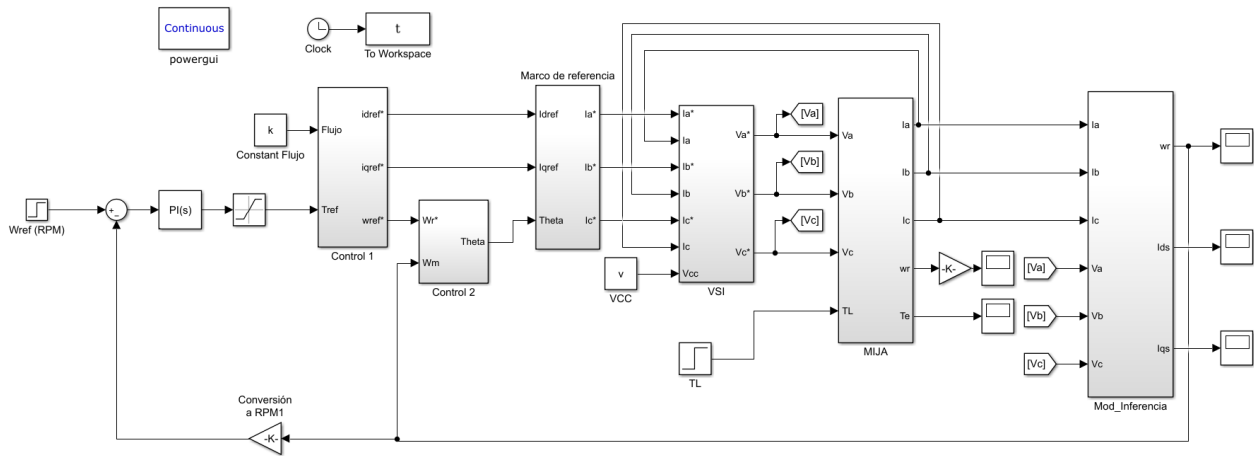 Continuous
powergui
Clock
t
To Workspace
k
Constant Flujo
Flujo
Tref
idref*
iqref*
wref*
Control 1
Wref (RPM)
+
-
PI(s)
Wr*
Wm
Theta
Control 2
Marco de referencia
Idref
Iqref
Theta
Ia*
Ib*
Ic*
v
VCC
Ia*
Ia
Ib*
Ib
Ic*
Ic
Vcc
Va*
Vb*
Vc*
VSI
[Va]
[Vb]
[Vc]
TL
Va
Vb
Vc
TL
Ia
Ib
Ic
wr
Te
MIJA
-K-
[Va]
[Vb]
[Vc]
Ia
Ib
Ic
Va
Vb
Vc
wr
Ids
Iqs
Mod_Inferencia
Conversión
a RPM1
-K-